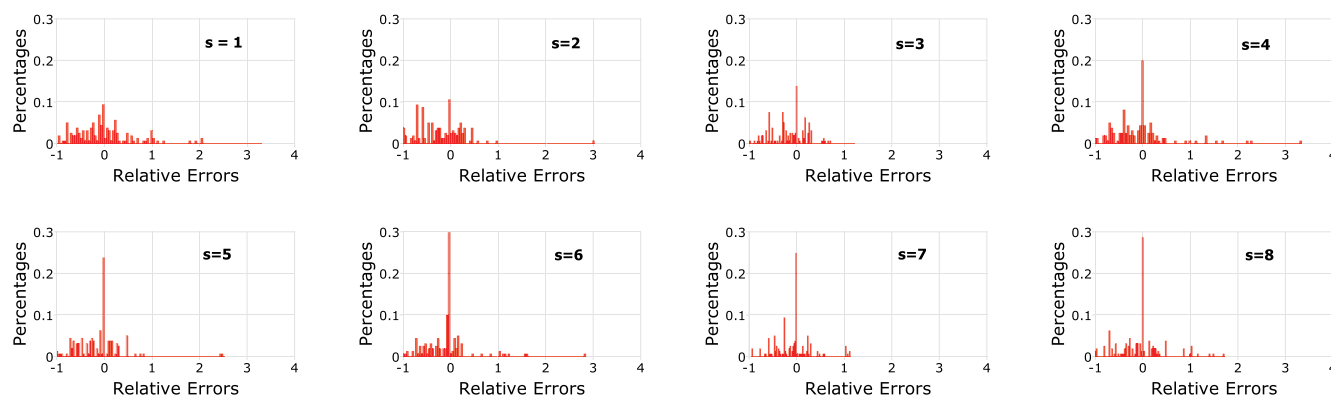 0.3
0.2
0.1
0
Percentages
s = 1
-1 0 1 2 3 4
Relative Errors
0.3
0.2
0.1
0
Percentages
s=2
-1 0 1 2 3 4
Relative Errors
0.3
0.2
0.1
0
Percentages
s=3
-1 0 1 2 3 4
Relative Errors
0.3
0.2
0.1
0
Percentages
s=4
-1 0 1 2 3 4
Relative Errors
0.3
0.2
0.1
0
Percentages
s=5
-1 0 1 2 3 4
Relative Errors
0.3
0.2
0.1
0
Percentages
s=6
-1 0 1 2 3 4
Relative Errors
0.3
0.2
0.1
0
Percentages
s=7
-1 0 1 2 3 4
Relative Errors
0.3
0.2
0.1
0
Percentages
s=8
-1 0 1 2 3 4
Relative Errors